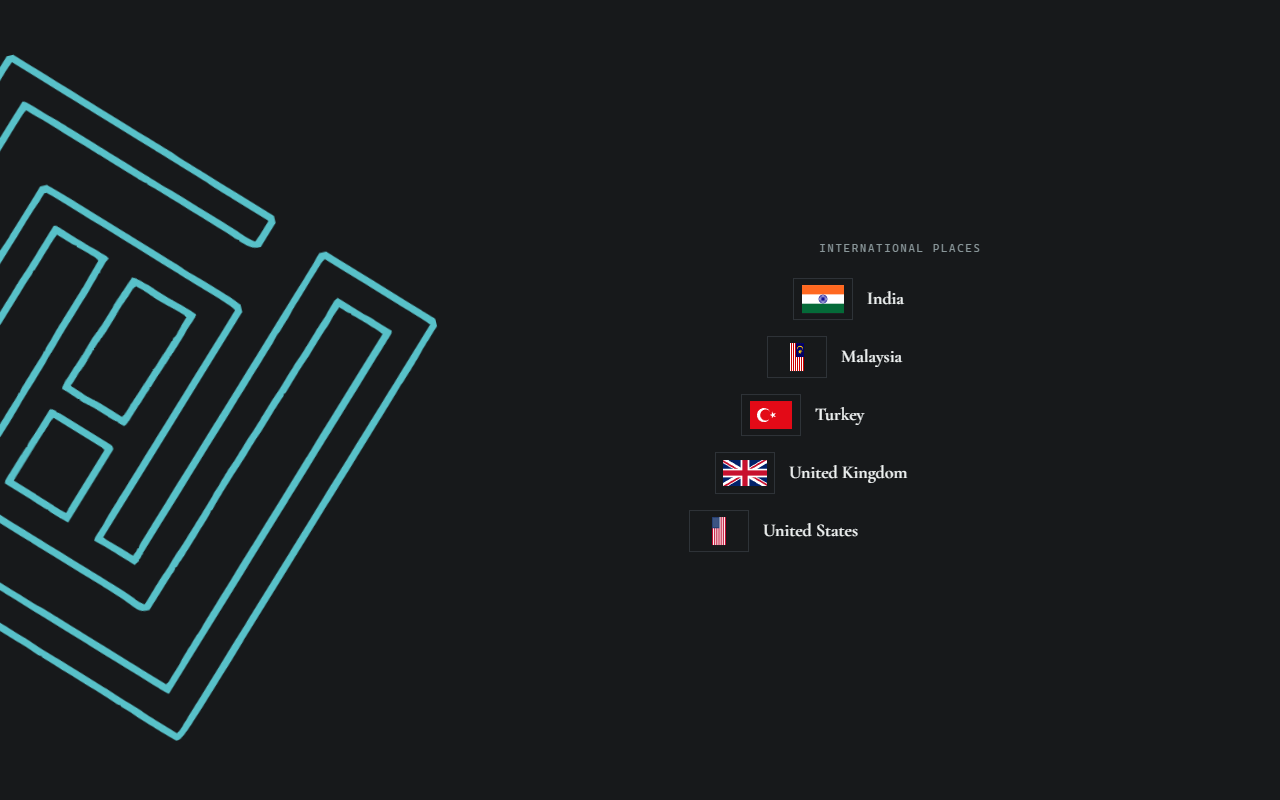 INTERNATIONAL PLACES
India
Malaysia
Turkey
United Kingdom
United States